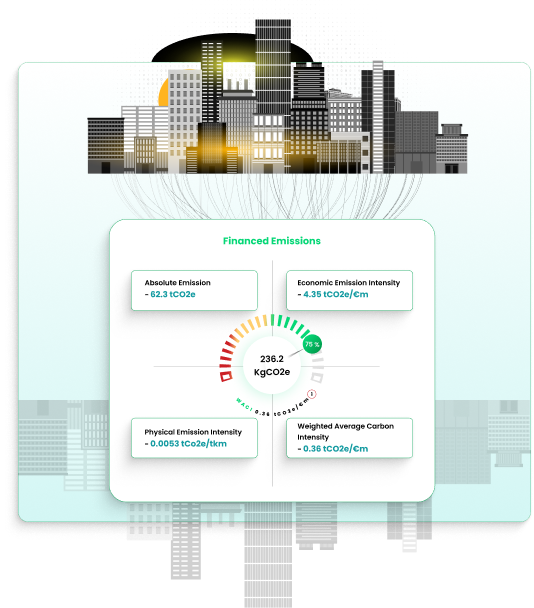 Financed Emissions
Absolute Emission
- 62.3 tCO2e
Economic Emission Intensity
- 4.35 tCO2e/€m
75 %
236.2
KgCO2e
WACI 0.36 tCO2e/€m
i
Physical Emission Intensity
- 0.0053 tCo2e/tkm
Weighted Average Carbon
Intensity
- 0.36 tCO2e/€m